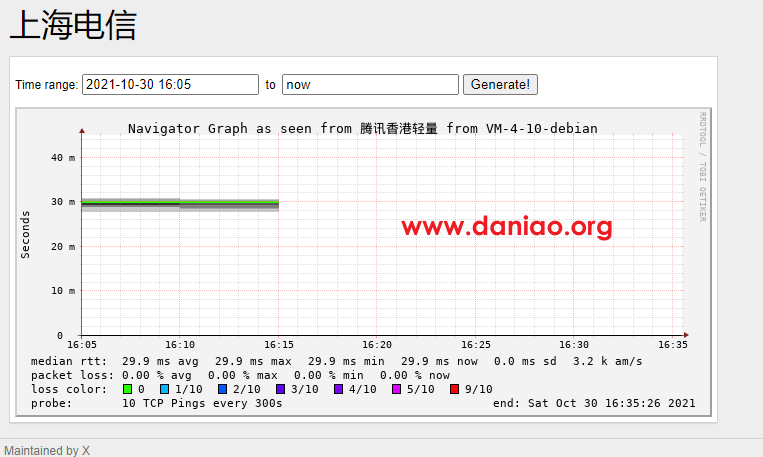 上海电信
Time range: 2021-10-30 16:05 to now Generate!
Navigator Graph as seen from 腾讯香港轻量 from VM-4-10-debian
RRDTOOL / TOBI OETIKER
Seconds
40 m
30 m
20 m
10 m
0
www.daniao.org
16:05 16:10 16:15 16:20 16:25 16:30 16:35
median rtt: 29.9 ms avg 29.9 ms max 29.9 ms min 29.9 ms now 0.0 ms sd 3.2 k am/s
packet loss: 0.00 % avg 0.00 % max 0.00 % min 0.00 % now
loss color: 0 1/10 2/10 3/10 4/10 5/10 9/10
probe: 10 TCP Pings every 300s end: Sat Oct 30 16:35:26 2021
Maintained by X